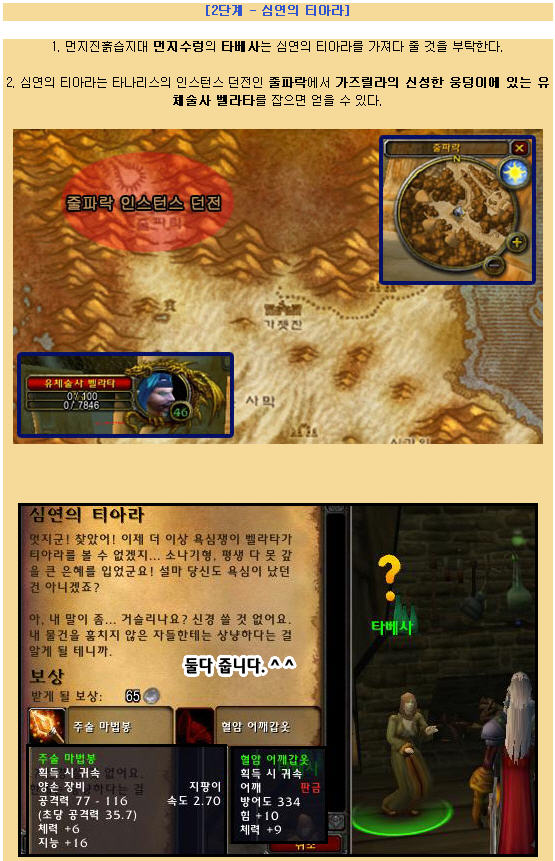 [2단계 - 심연의 티아라]
1. 먼지진흙습지대 먼지수렁의 타베사는 심연의 티아라를 가져다 줄 것을 부탁한다.
2. 심연의 티아라는 타나리스의 인스턴스 던전인 줄파락에서 가즈릴라의 신성한 웅덩이에 있는 유
체술사 벨라타를 잡으면 얻을 수 있다.
줄파락 인스턴스 던전
줄파락
줄파락
N
가젯잔
유체술사 벨라타
0 / 100
0 / 7846
46
사막
심연의 티아라
멋지군! 찾았어! 이제 더 이상 욕심쟁이 벨라타가
티아라를 볼 수 없겠지... 소나기형, 평생 다 못 갚
을 큰 은혜를 입었군요! 설마 당신도 욕심이 났던
건 아니겠죠?
아, 내 말이 좀... 거슬리나요? 신경 쓸 것 없어요.
내 물건을 훔치지 않은 자들한테는 상냥하다는 걸
알게 될 테니까.
둘다 줍니다.^^
보상
받게 될 보상: 65
주술 마법봉
혈암 어깨갑옷
타베사
주술 마법봉
획득 시 귀속
양손 장비 지팡이
공격력 77 - 116 속도 2.70
(초당 공격력 35.7)
체력 +6
지능 +16
혈암 어깨갑옷
획득 시 귀속
어깨 판금
방어도 334
힘 +10
체력 +9